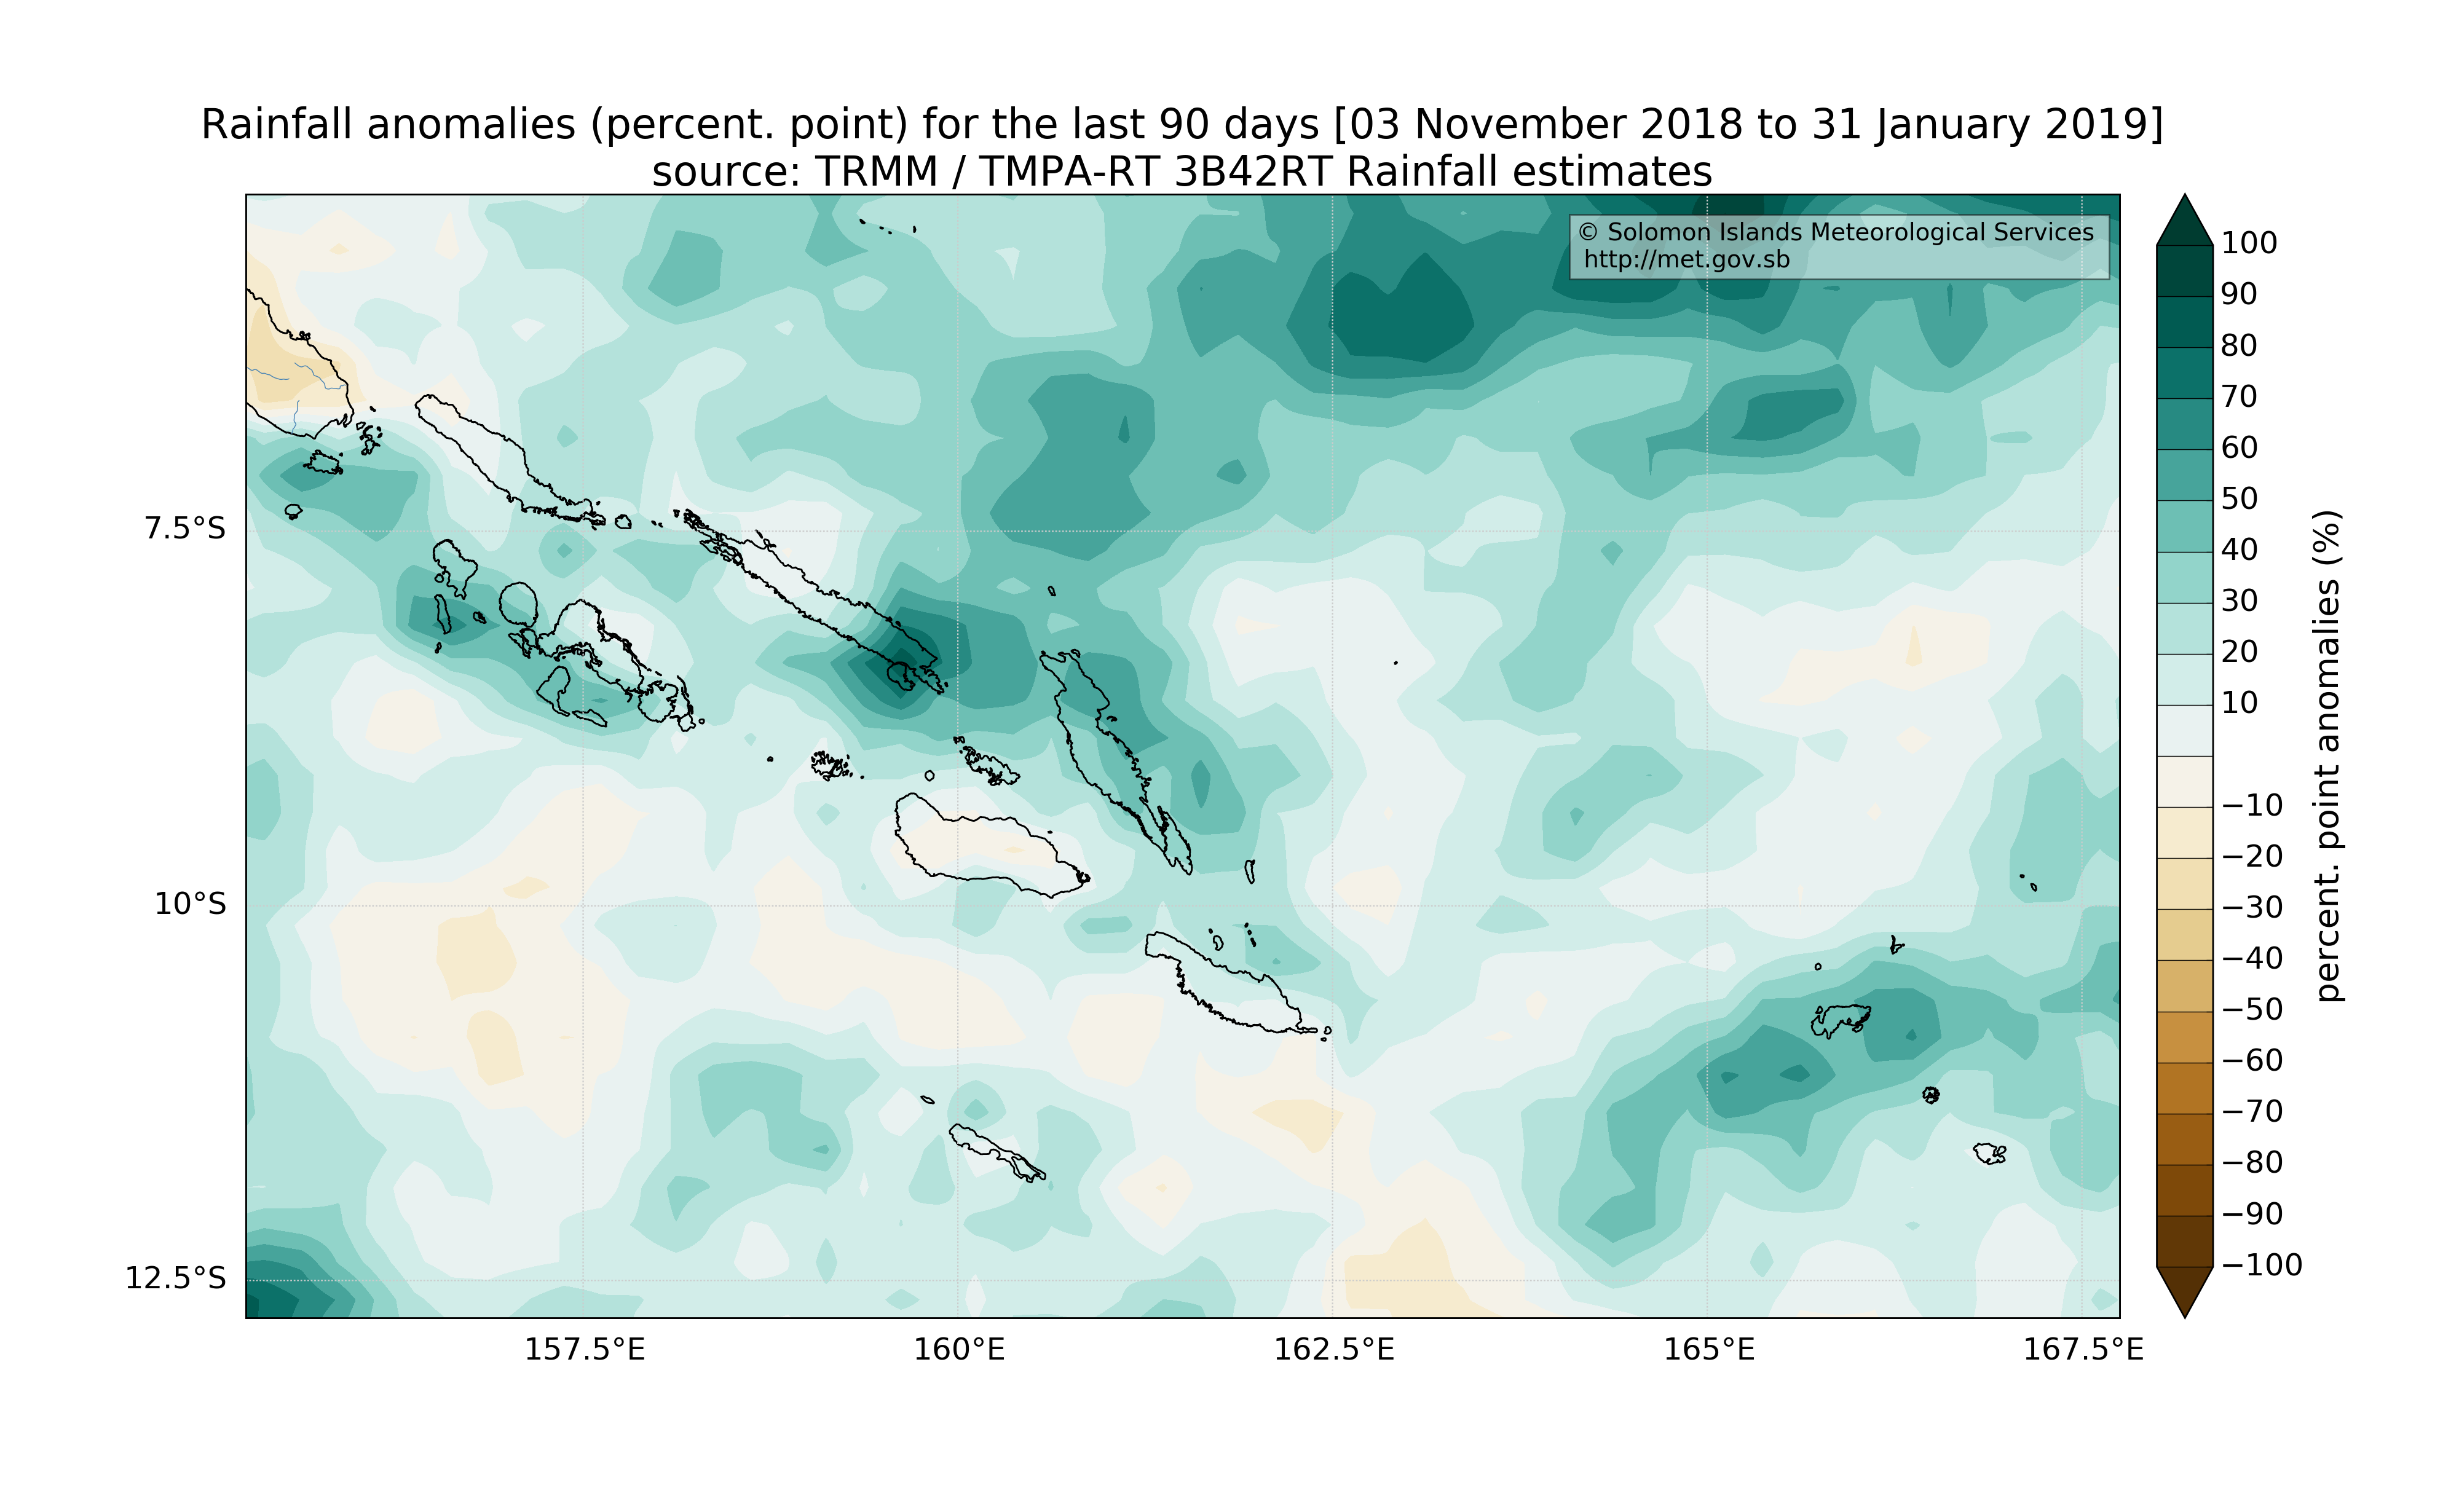 Rainfall anomalies (percent. point) for the last 90 days [03 November 2018 to 31 January 2019]
source: TRMM / TMPA-RT 3B42RT Rainfall estimates
© Solomon Islands Meteorological Services
http://met.gov.sb
7.5°S
10°S
12.5°S
157.5°E
160°E
162.5°E
165°E
167.5°E
100
90
80
70
60
50
40
30
20
10
−10
−20
−30
−40
−50
−60
−70
−80
−90
−100
percent. point anomalies (%)